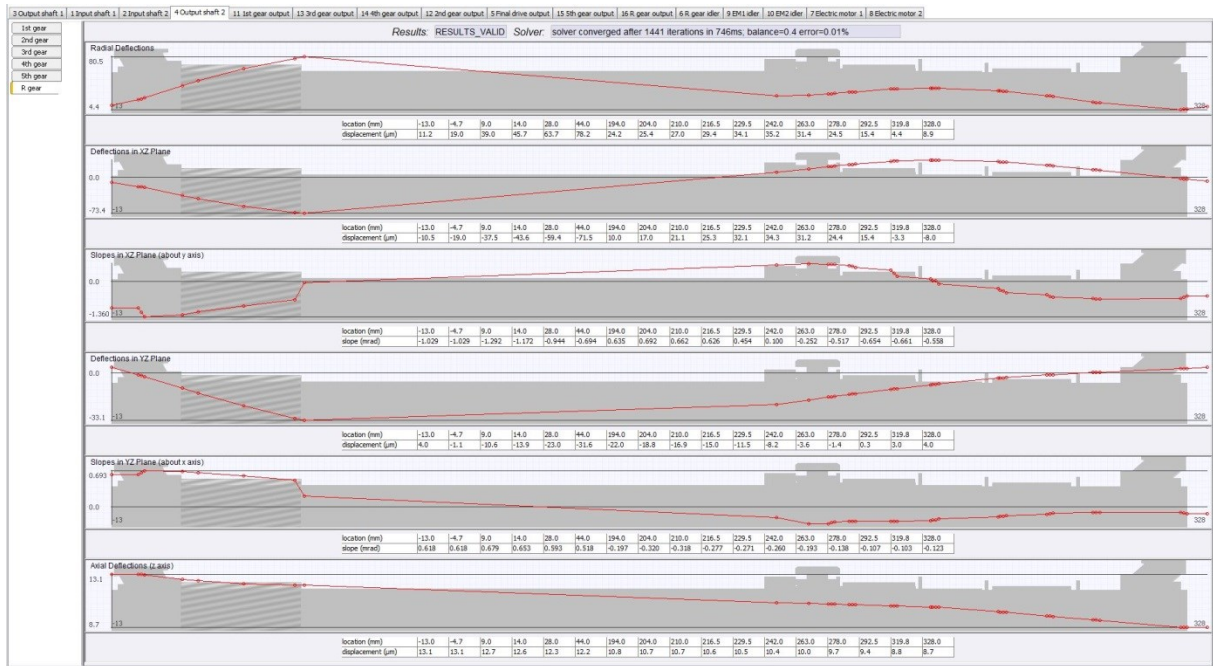 3 Output shaft 1 1 Input shaft 1 2 Input shaft 2 4 Output shaft 2 11 1st gear output 13 3rd gear output 14 4th gear output 12 2nd gear output 5 Final drive output 15 5th gear output 16 R gear output 6 R gear idler 9 EM1 idler 10 EM2 idler 7 Electric motor 1 8 Electric motor 2
1st gear
2nd gear
3rd gear
4th gear
5th gear
R gear
Results: RESULTS_VALID Solver: solver converged after 1441 iterations in 746ms; balance=0.4 error=0.01%
Radial Deflections
80.5
4.4 -13 328
location (mm) -13.0 -4.7 9.0 14.0 28.0 44.0 194.0 204.0 210.0 216.5 229.5 242.0 263.0 278.0 292.5 319.8 328.0
displacement (μm) 11.2 19.0 39.0 45.7 63.7 78.2 24.2 25.4 27.0 29.4 34.1 35.2 31.4 24.5 15.4 4.4 8.9
Deflections in XZ Plane
0.0
-73.4 -13 328
location (mm) -13.0 -4.7 9.0 14.0 28.0 44.0 194.0 204.0 210.0 216.5 229.5 242.0 263.0 278.0 292.5 319.8 328.0
displacement (μm) -10.5 -19.0 -37.5 -43.6 -59.4 -71.5 10.0 17.0 21.1 25.3 32.1 34.3 31.2 24.4 15.4 -3.3 -8.0
Slopes in XZ Plane (about y axis)
0.0
-1.360 -13 328
location (mm) -13.0 -4.7 9.0 14.0 28.0 44.0 194.0 204.0 210.0 216.5 229.5 242.0 263.0 278.0 292.5 319.8 328.0
slope (mrad) -1.029 -1.029 -1.292 -1.172 -0.944 -0.694 0.635 0.692 0.662 0.626 0.454 0.100 -0.252 -0.517 -0.654 -0.661 -0.558
Deflections in YZ Plane
0.0
-33.1 -13 328
location (mm) -13.0 -4.7 9.0 14.0 28.0 44.0 194.0 204.0 210.0 216.5 229.5 242.0 263.0 278.0 292.5 319.8 328.0
displacement (μm) 4.0 -1.1 -10.6 -13.9 -23.0 -31.6 -22.0 -18.8 -16.9 -15.0 -11.5 -8.2 -3.6 -1.4 0.3 3.0 4.0
Slopes in YZ Plane (about x axis)
0.693
0.0
-13 328
location (mm) -13.0 -4.7 9.0 14.0 28.0 44.0 194.0 204.0 210.0 216.5 229.5 242.0 263.0 278.0 292.5 319.8 328.0
slope (mrad) 0.618 0.618 0.679 0.653 0.593 0.518 -0.197 -0.320 -0.318 -0.277 -0.271 -0.260 -0.193 -0.138 -0.107 -0.103 -0.123
Axial Deflections (z axis)
13.1
8.7 -13 328
location (mm) -13.0 -4.7 9.0 14.0 28.0 44.0 194.0 204.0 210.0 216.5 229.5 242.0 263.0 278.0 292.5 319.8 328.0
displacement (μm) 13.1 13.1 12.7 12.6 12.3 12.2 10.8 10.7 10.7 10.6 10.5 10.4 10.0 9.7 9.4 8.8 8.7